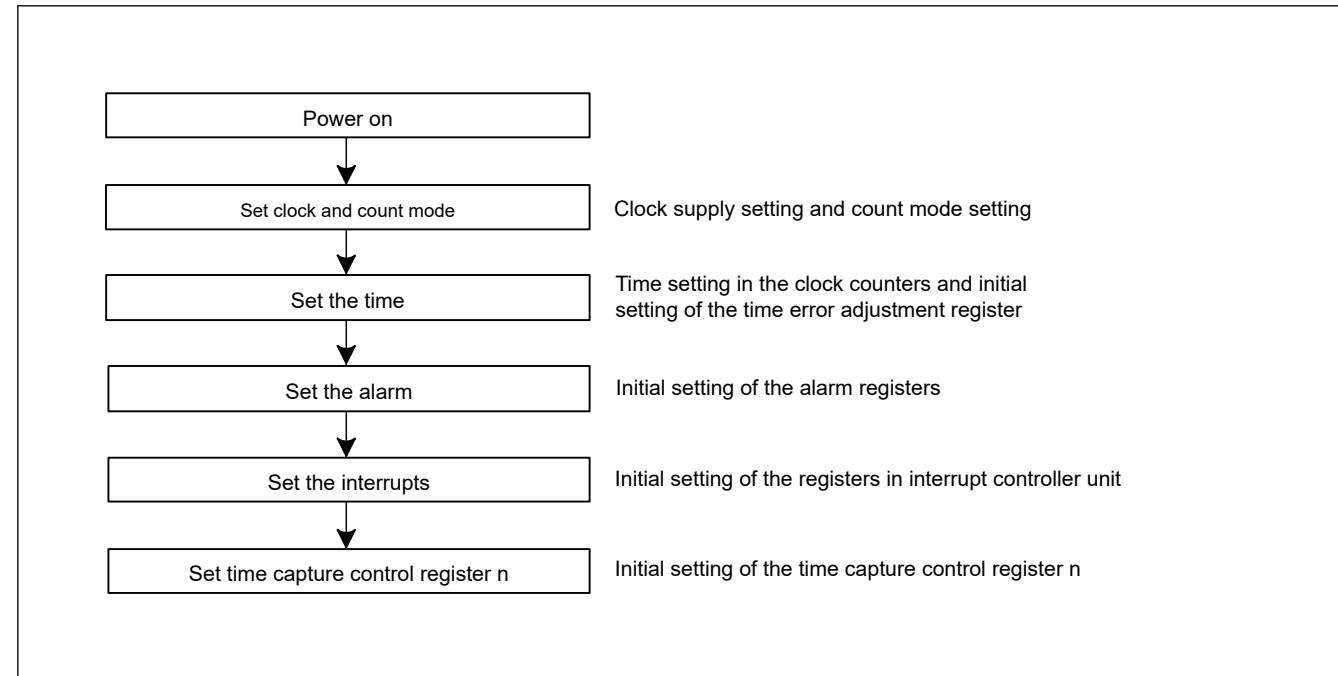 Power on
Set clock and count mode
Clock supply setting and count mode setting
Set the time
Time setting in the clock counters and initial
setting of the time error adjustment register
Set the alarm
Initial setting of the alarm registers
Set the interrupts
Initial setting of the registers in interrupt controller unit
Set time capture control register n
Initial setting of the time capture control register n